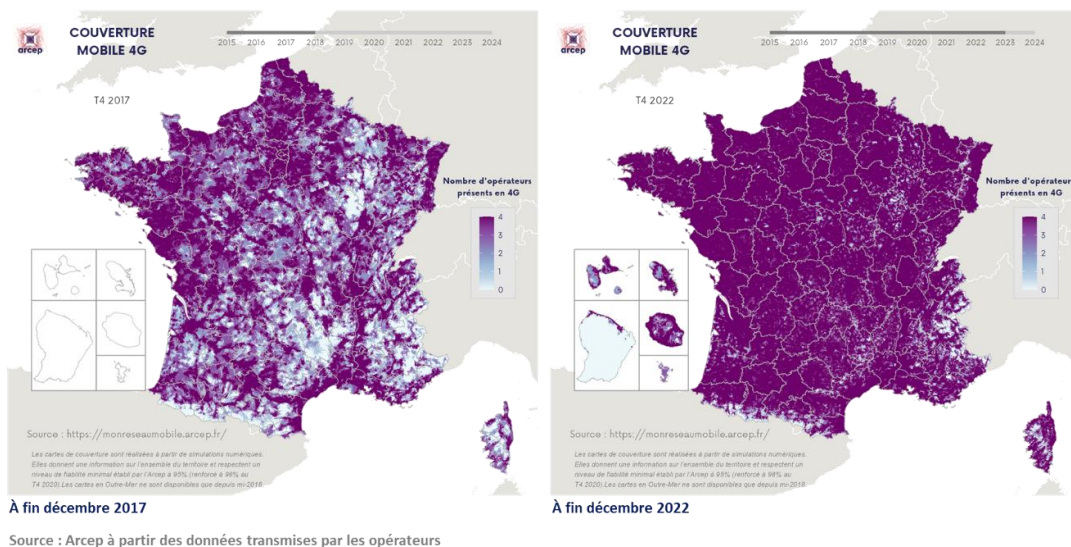 arcep
COUVERTURE
MOBILE 4G
2015 2016 2017 2018 2019 2020 2021 2022 2023 2024
T4 2017
Nombre d'opérateurs
présents en 4G
4
3
2
1
0
Source : https://monreseaumobile.arcep.fr/
Les cartes de couverture sont réalisées à partir de simulations numériques.
Elles donnent une information sur l'ensemble du territoire et respectent un
niveau de fiabilité minimal établi par l'Arcep à 95% (renforcé à 98% au
T4 2020).Les cartes en Outre-Mer ne sont disponibles que depuis mi-2018.
À fin décembre 2017
arcep
COUVERTURE
MOBILE 4G
2015 2016 2017 2018 2019 2020 2021 2022 2023 2024
T4 2022
Nombre d'opérateurs
présents en 4G
4
3
2
1
0
Source : https://monreseaumobile.arcep.fr/
Les cartes de couverture sont réalisées à partir de simulations numériques.
Elles donnent une information sur l'ensemble du territoire et respectent un
niveau de fiabilité minimal établi par l'Arcep à 95% (renforcé à 98% au
T4 2020).Les cartes en Outre-Mer ne sont disponibles que depuis mi-2018.
À fin décembre 2022
Source : Arcep à partir des données transmises par les opérateurs